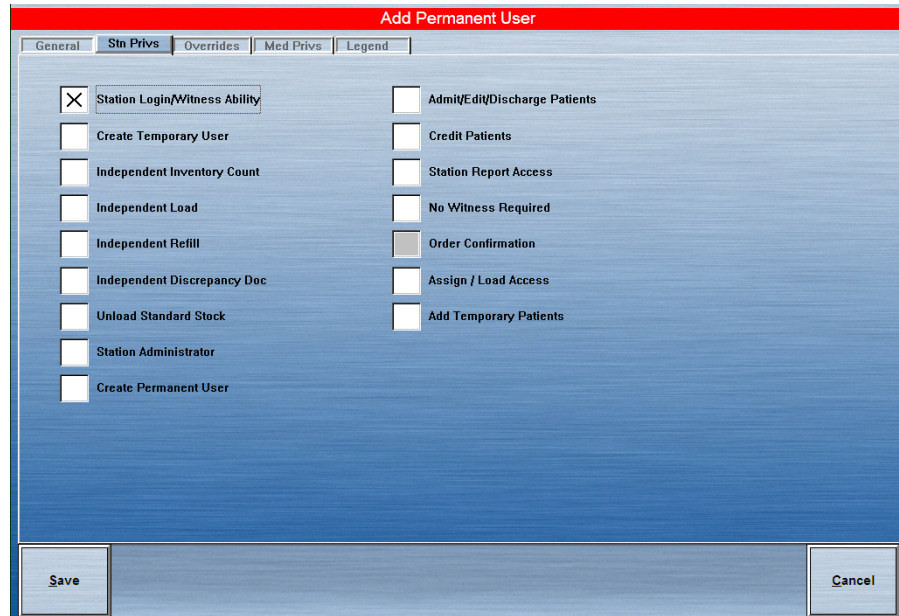 Add Permanent User
General Stn Privs Overrides Med Privs Legend
Station Login/Witness Ability
Create Temporary User
Independent Inventory Count
Independent Load
Independent Refill
Independent Discrepancy Doc
Unload Standard Stock
Station Administrator
Create Permanent User
Admit/Edit/Discharge Patients
Credit Patients
Station Report Access
No Witness Required
Order Confirmation
Assign / Load Access
Add Temporary Patients
Save
Cancel